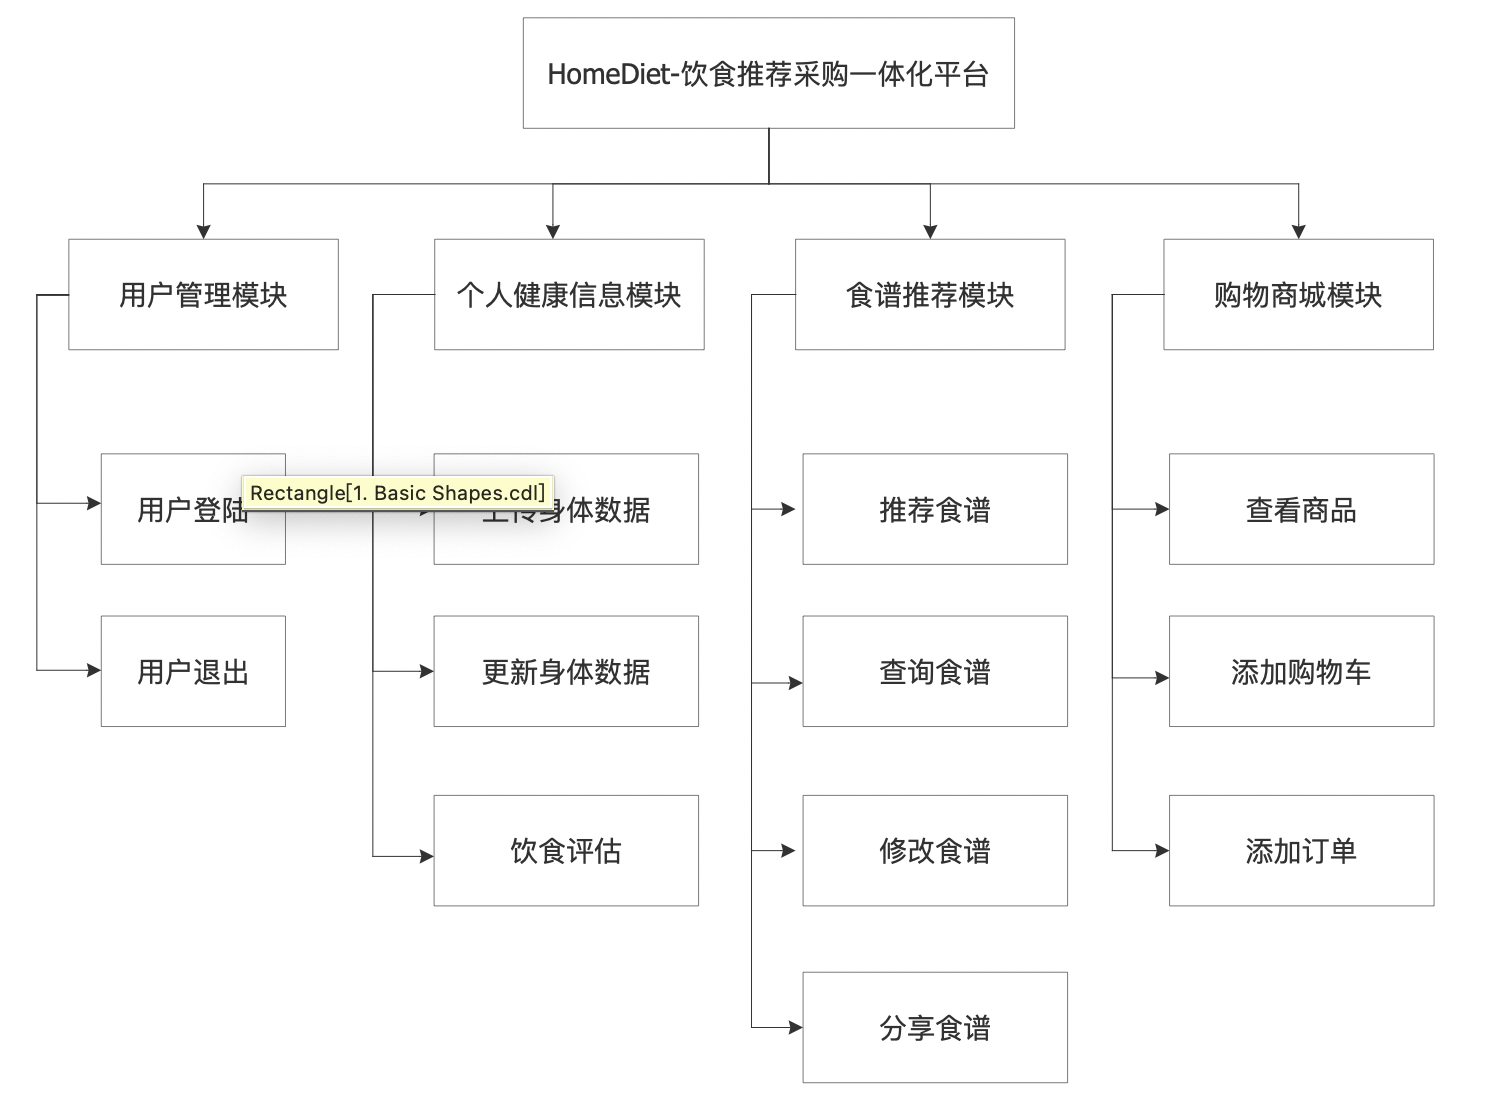 HomeDiet-饮食推荐采购一体化平台
用户管理模块
个人健康信息模块
食谱推荐模块
购物商城模块
用户登陆
Rectangle[1. Basic Shapes.cdl]
上传身体数据
推荐食谱
查看商品
用户退出
更新身体数据
查询食谱
添加购物车
饮食评估
修改食谱
添加订单
分享食谱